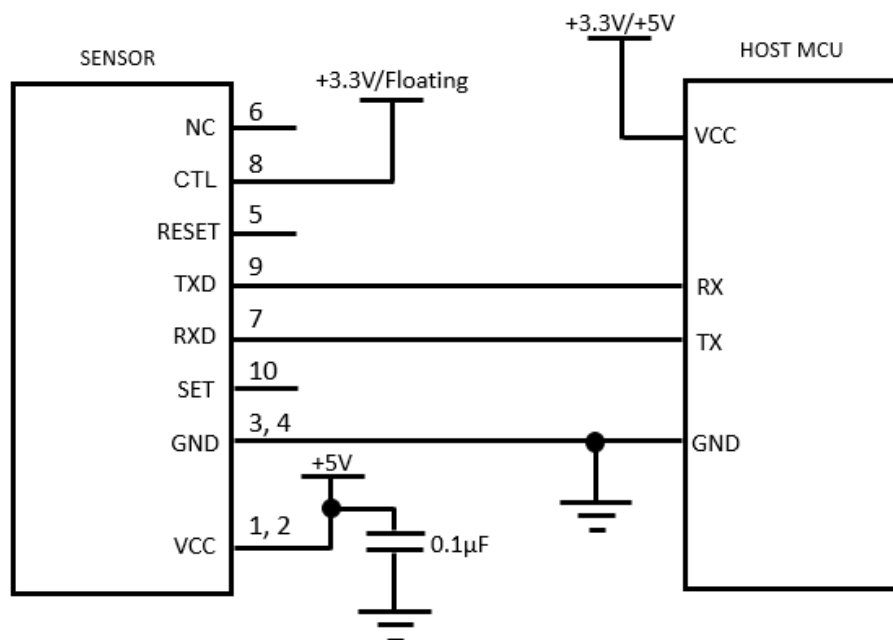 +3.3V/+5V
SENSOR
HOST MCU
+3.3V/Floating
NC 6
CTL 8
VCC
RESET 5
TXD 9 RX
RXD 7 TX
SET 10
GND 3, 4 GND
+5V
VCC 1, 2
0.1µF